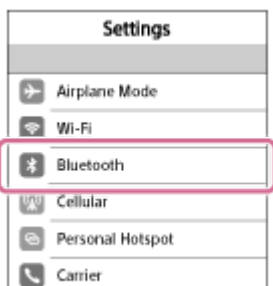 Settings
Airplane Mode
Wi-Fi
Bluetooth
Cellular
Personal Hotspot
Carrier